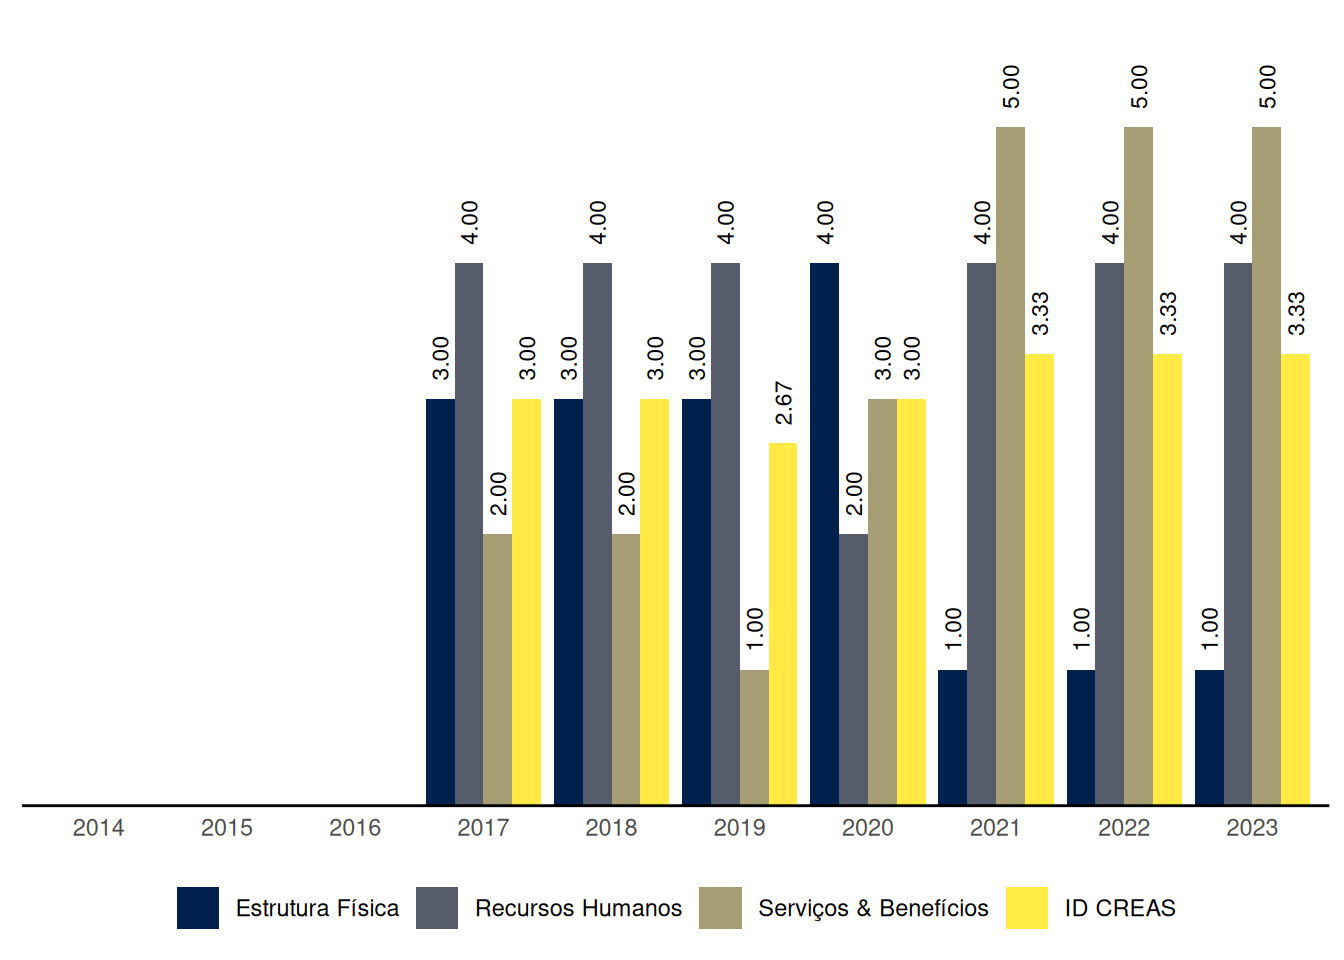 5.00 5.00 5.00
4.00 4.00 4.00 4.00 4.00 4.00 4.00
3.33 3.33 3.33
3.00 3.00 3.00 3.00 3.00 3.00 3.00
2.67
2.00 2.00 2.00
1.00 1.00 1.00 1.00
2014 2015 2016 2017 2018 2019 2020 2021 2022 2023
Estrutura Física Recursos Humanos Serviços & Benefícios ID CREAS